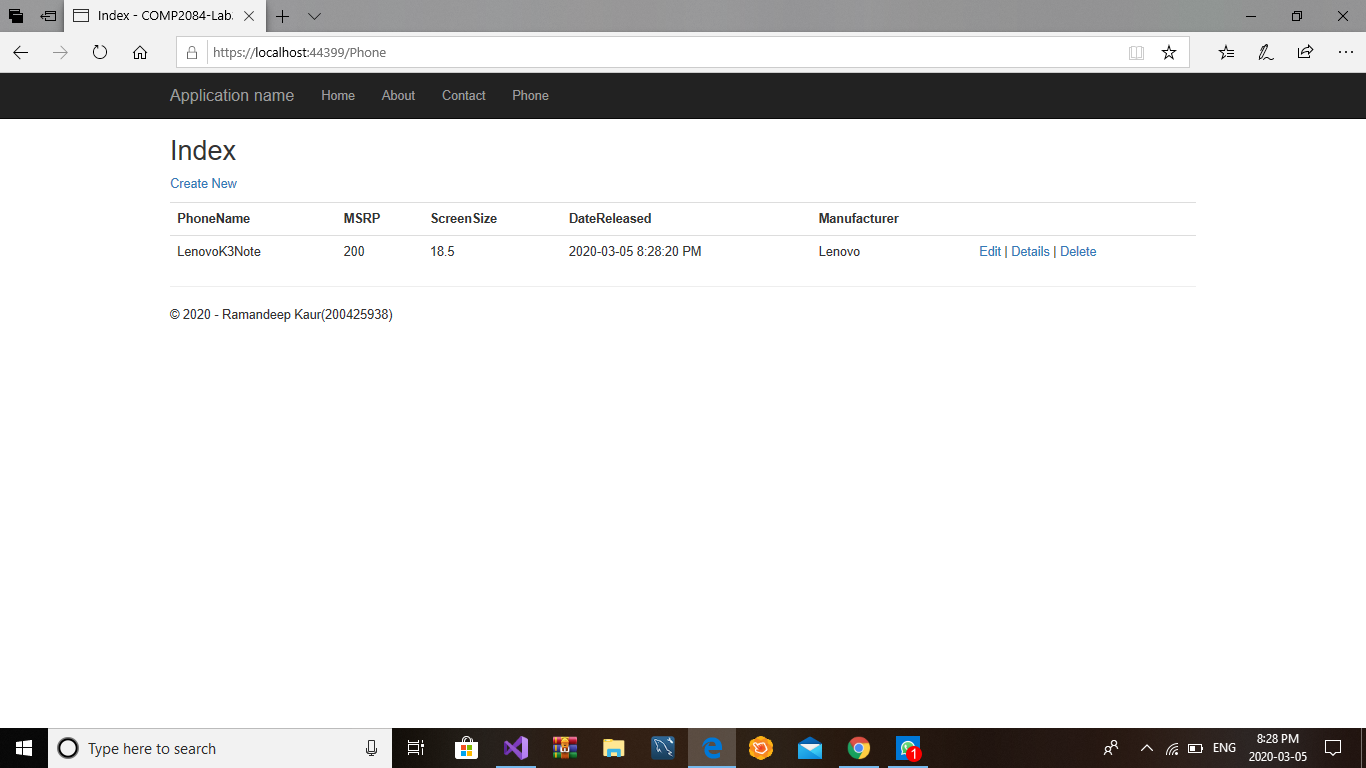 Index - COMP2084-Lab
https://localhost:44399/Phone
Application name Home About Contact Phone
Index
Create New
PhoneName MSRP ScreenSize DateReleased Manufacturer
LenovoK3Note 200 18.5 2020-03-05 8:28:20 PM Lenovo Edit | Details | Delete
© 2020 - Ramandeep Kaur(200425938)
Type here to search
1
ENG
8:28 PM
2020-03-05